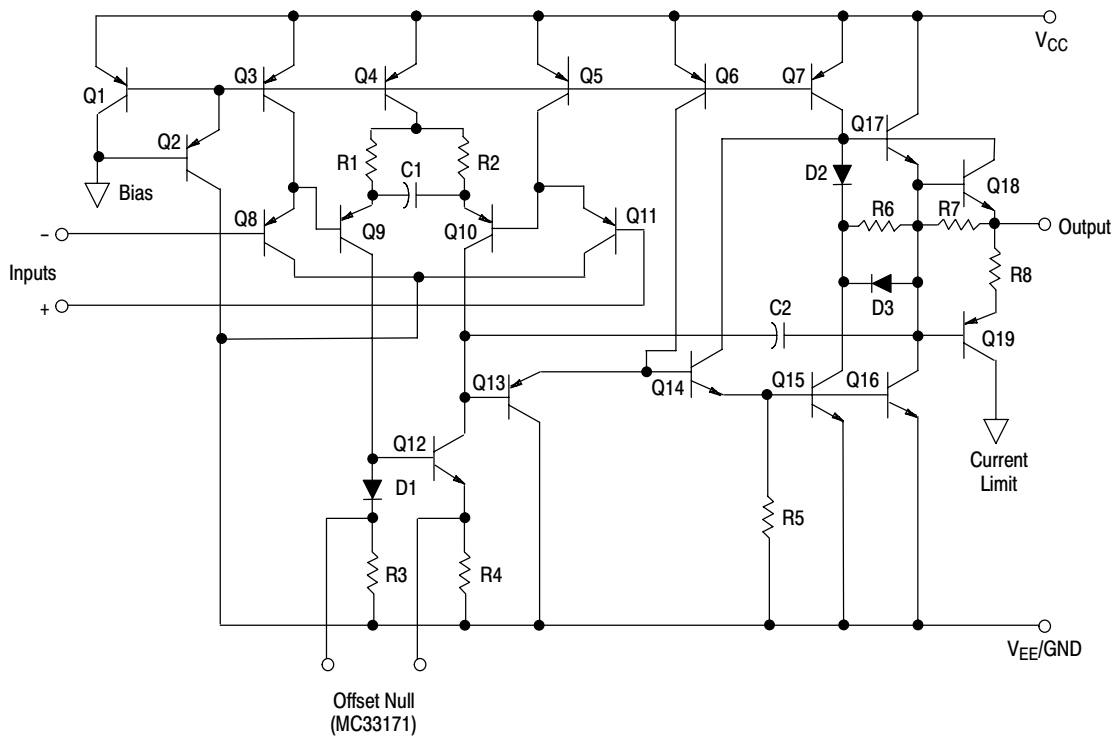 VCC
Q1
Q2
Q3
Q4
Q5
Q6
Q7
Q17
Bias
R1
C1
R2
D2
Q18
Q8
Q9
Q10
Q11
R6
R7
Output
−
Inputs
+
D3
R8
C2
Q19
Q13
Q14
Q15
Q16
Q12
D1
Current
Limit
R5
R3
R4
VEE/GND
Offset Null
(MC33171)